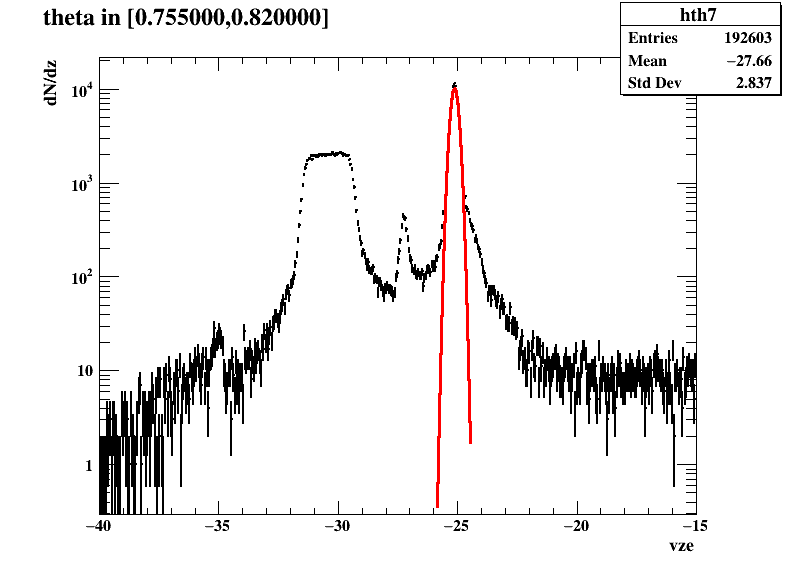 theta in [0.755000,0.820000]
hth7
Entries 192603
Mean −27.66
Std Dev 2.837
dN/dz
10⁴
10³
10²
10
1
−40 −35 −30 −25 −20 −15
vze